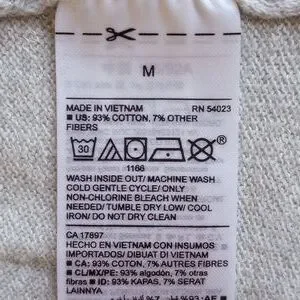 M
MADE IN VIETNAM RN 54023
■ US: 93% COTTON, 7% OTHER
FIBERS
30 ®
1166
WASH INSIDE OUT/ MACHINE WASH
COLD GENTLE CYCLE/ ONLY
NON-CHLORINE BLEACH WHEN
NEEDED/ TUMBLE DRY LOW/ COOL
IRON/ DO NOT DRY CLEAN
CA 17897
HECHO EN VIETNAM CON INSUMOS
IMPORTADOS/ DIBUAT DI VIETNAM
■ CA: 93% COTON, 7% AUTRES FIBRES
■ CL/MX/PE: 93% algodón, 7% otras
fibras ■ ID: 93% KAPAS, 7% SERAT
LAINNYA